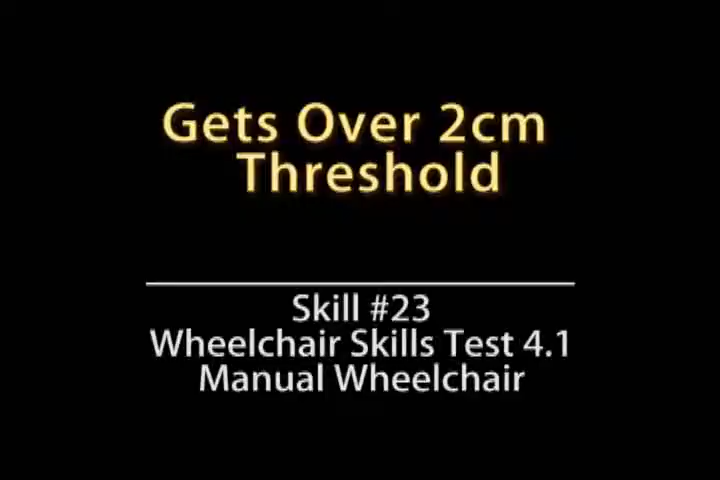 Gets Over 2cm
Threshold
Skill #23
Wheelchair Skills Test 4.1
Manual Wheelchair